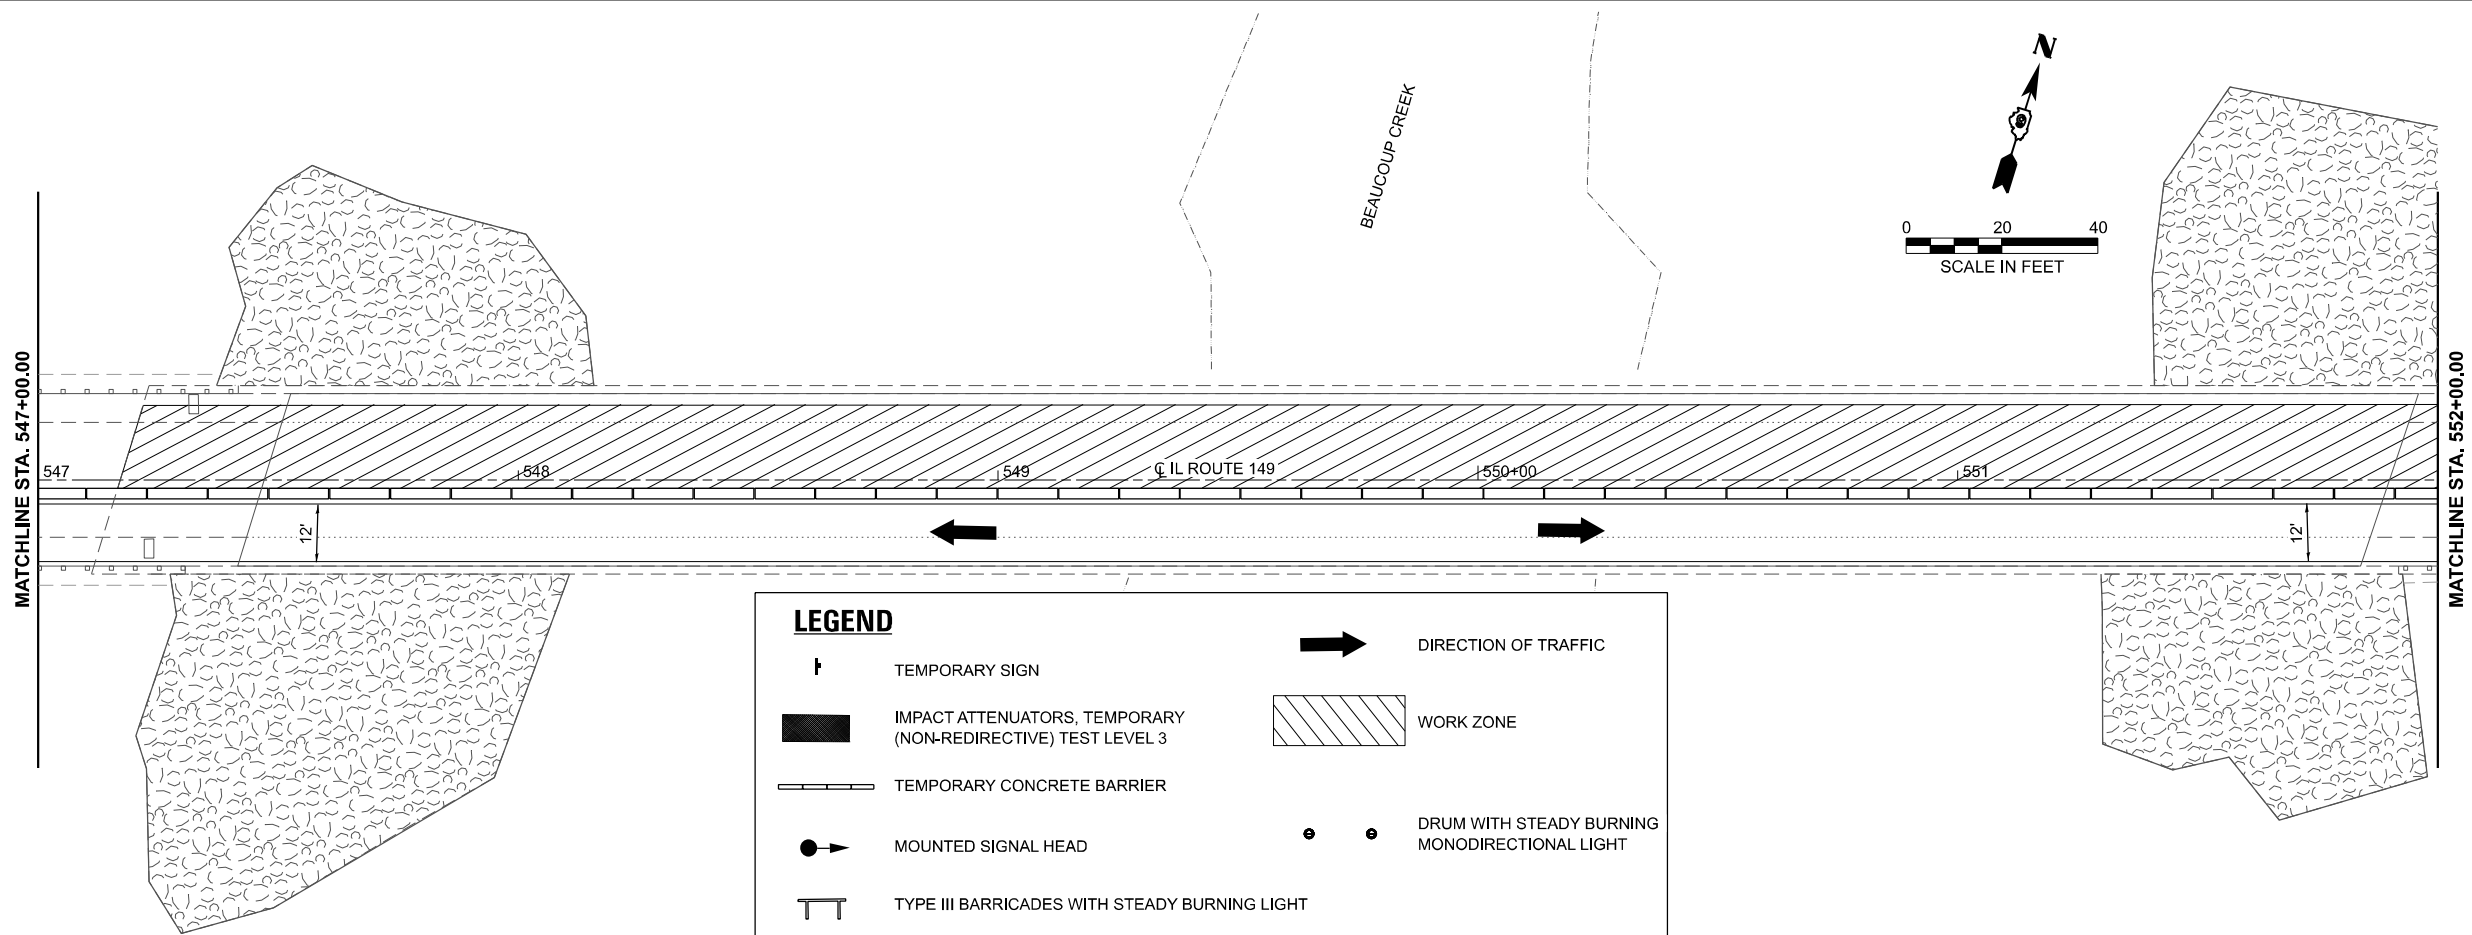 N
BEAUCOUP CREEK
0 20 40
SCALE IN FEET
MATCHLINE STA. 547+00.00
MATCHLINE STA. 552+00.00
547 548 549 ℄ IL ROUTE 149 550+00 551
12'
12'
LEGEND
TEMPORARY SIGN
IMPACT ATTENUATORS, TEMPORARY
(NON-REDIRECTIVE) TEST LEVEL 3
TEMPORARY CONCRETE BARRIER
MOUNTED SIGNAL HEAD
TYPE III BARRICADES WITH STEADY BURNING LIGHT
DIRECTION OF TRAFFIC
WORK ZONE
DRUM WITH STEADY BURNING
MONODIRECTIONAL LIGHT